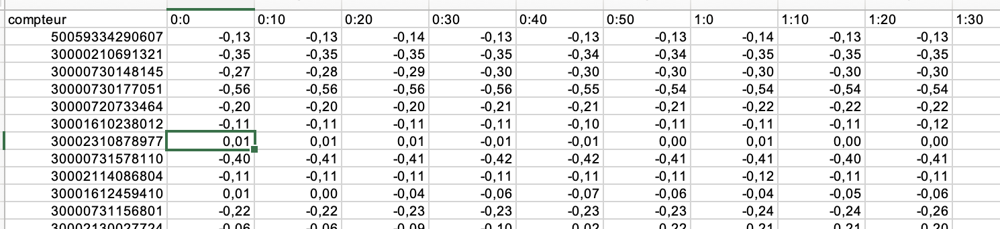 compteur 0:0 0:10 0:20 0:30 0:40 0:50 1:0 1:10 1:20 1:30
50059334290607 -0,13 -0,13 -0,14 -0,13 -0,13 -0,13 -0,14 -0,13 -0,13
30000210691321 -0,35 -0,35 -0,35 -0,35 -0,34 -0,34 -0,35 -0,35 -0,35
30000730148145 -0,27 -0,28 -0,29 -0,30 -0,30 -0,30 -0,30 -0,30 -0,30
30000730177051 -0,56 -0,56 -0,56 -0,56 -0,55 -0,54 -0,54 -0,54 -0,54
30000720733464 -0,20 -0,20 -0,20 -0,21 -0,21 -0,21 -0,22 -0,22 -0,22
30001610238012 -0,11 -0,11 -0,11 -0,11 -0,10 -0,11 -0,11 -0,11 -0,12
30002310878977 0,01 0,01 0,01 -0,01 -0,01 0,00 0,01 0,00 0,00
30000731578110 -0,40 -0,41 -0,41 -0,42 -0,42 -0,41 -0,41 -0,40 -0,41
30002114086804 -0,11 -0,11 -0,11 -0,11 -0,11 -0,11 -0,12 -0,11 -0,11
30001612459410 0,01 0,00 -0,04 -0,06 -0,07 -0,06 -0,04 -0,05 -0,06
30000731156801 -0,22 -0,22 -0,23 -0,23 -0,23 -0,23 -0,24 -0,24 -0,26